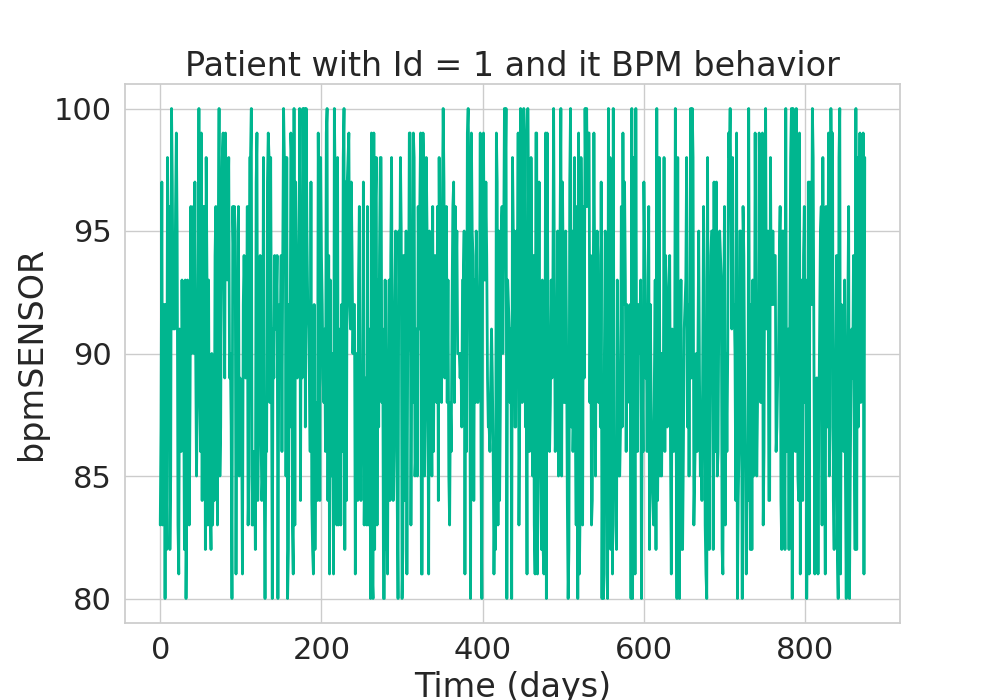 Patient with Id = 1 and it BPM behavior
100
95
90
85
80
bpmSENSOR
0 200 400 600 800
Time (days)